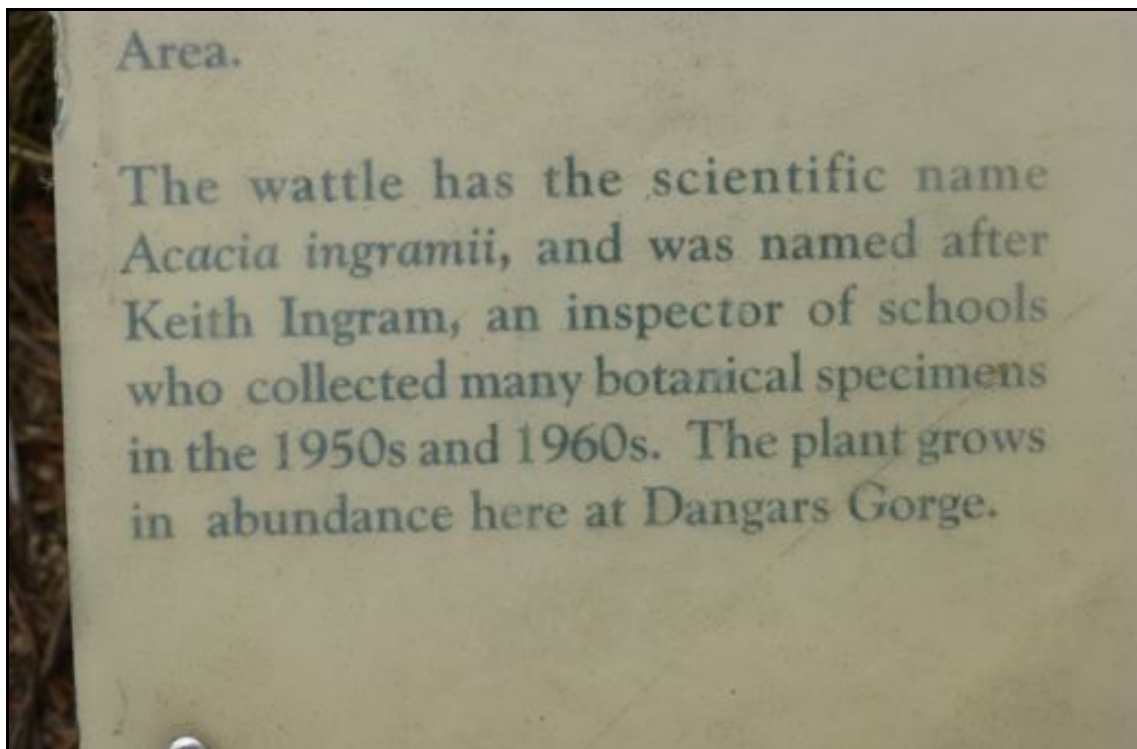 Area.
The wattle has the scientific name
Acacia ingramii, and was named after
Keith Ingram, an inspector of schools
who collected many botanical specimens
in the 1950s and 1960s. The plant grows
in abundance here at Dangars Gorge.